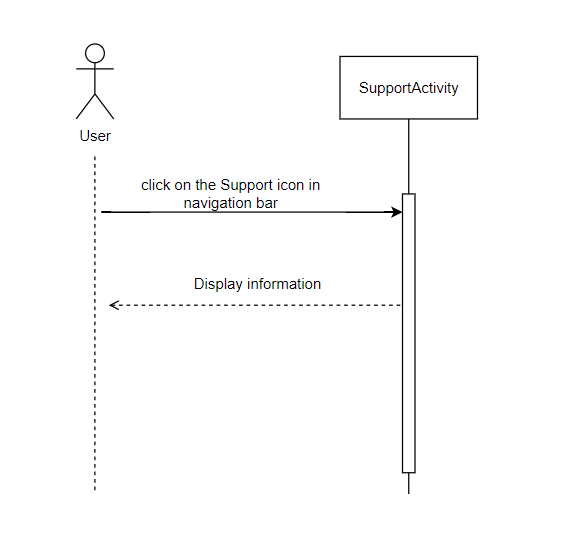 SupportActivity
User
click on the Support icon in
navigation bar
Display information